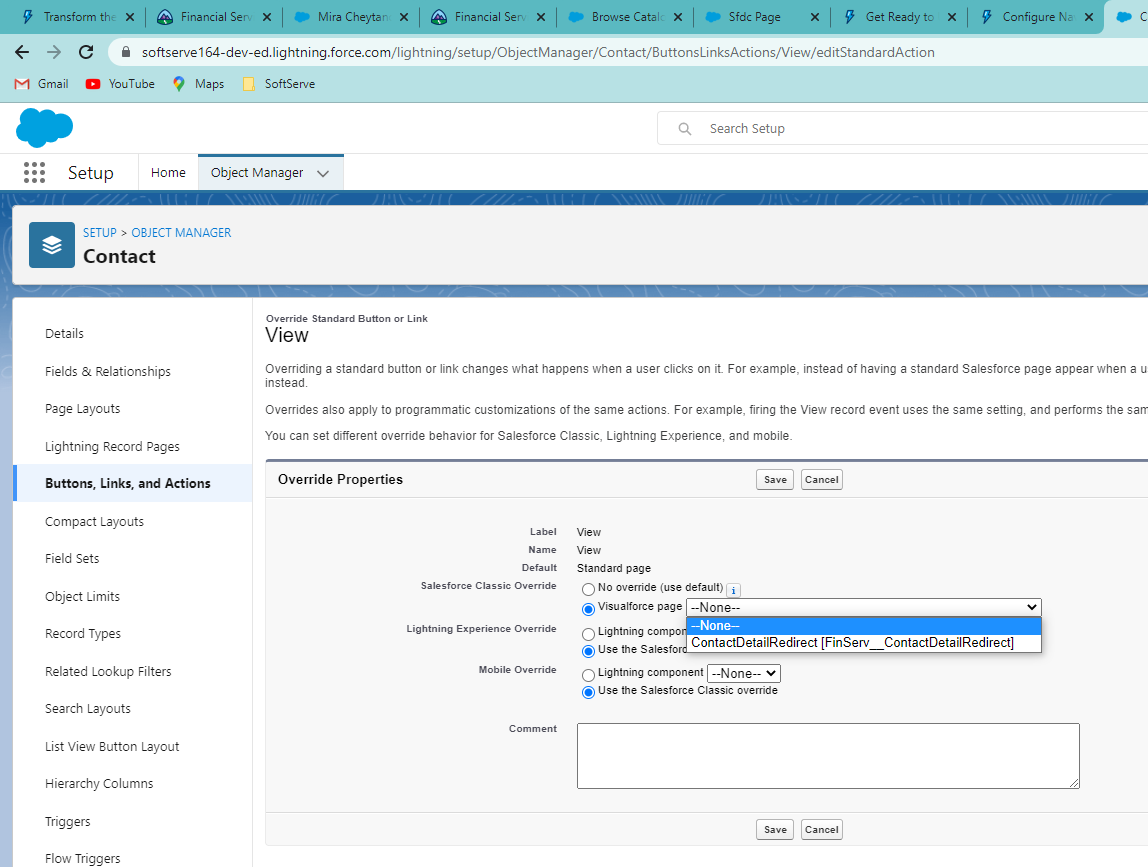 Transform the
Financial Serv
Mira Cheytan
Financial Serv
Browse Catalo
Sfdc Page
Get Ready to
Configure Na
softserve164-dev-ed.lightning.force.com/lightning/setup/ObjectManager/Contact/ButtonsLinksActions/View/editStandardAction
Gmail YouTube Maps SoftServe
Search Setup
Setup Home Object Manager
SETUP > OBJECT MANAGER
Contact
Details
Fields & Relationships
Page Layouts
Lightning Record Pages
Buttons, Links, and Actions
Compact Layouts
Field Sets
Object Limits
Record Types
Related Lookup Filters
Search Layouts
List View Button Layout
Hierarchy Columns
Triggers
Flow Triggers
Override Standard Button or Link
View
Overriding a standard button or link changes what happens when a user clicks on it. For example, instead of having a standard Salesforce page appear when a u
instead.
Overrides also apply to programmatic customizations of the same actions. For example, firing the View record event uses the same setting, and performs the sam
You can set different override behavior for Salesforce Classic, Lightning Experience, and mobile.
Override Properties Save Cancel
Label View
Name View
Default Standard page
Salesforce Classic Override No override (use default) i
Visualforce page --None--
--None--
ContactDetailRedirect [FinServ__ContactDetailRedirect]
Lightning Experience Override Lightning compon
Use the Salesforc
Mobile Override Lightning component --None--
Use the Salesforce Classic override
Comment
Save Cancel